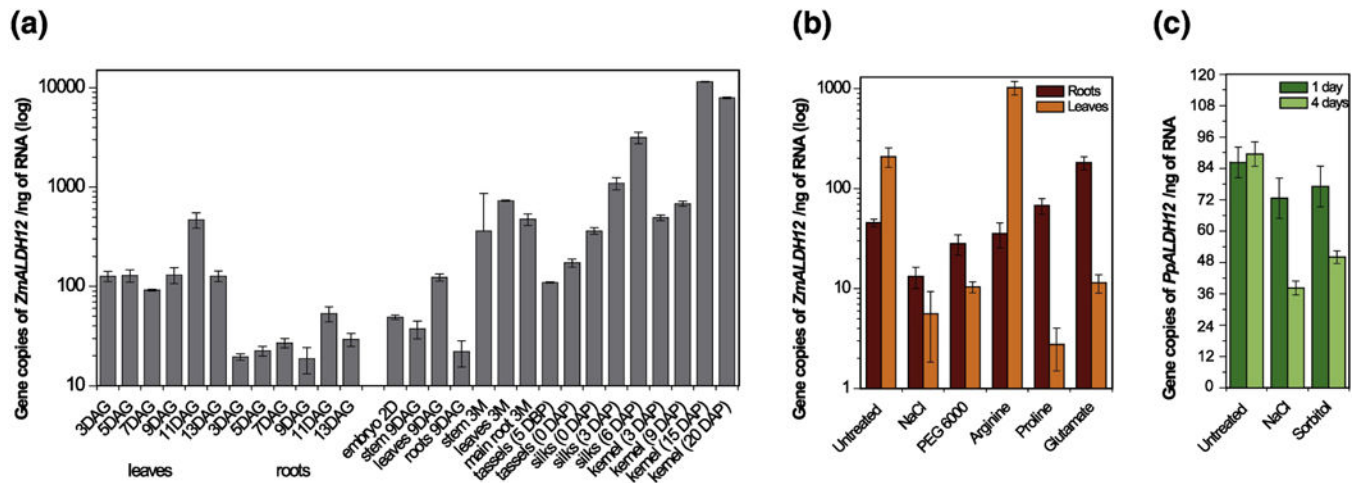 (a)
Gene copies of ZmALDH12 /ng of RNA (log)
10000
1000
100
10
3DAG
5DAG
7DAG
9DAG
11DAG
13DAG
3DAG
5DAG
7DAG
9DAG
11DAG
13DAG
leaves
roots
embryo 2D
stem 9DAG
leaves 9DAG
roots 9DAG
stem 3M
leaves 3M
main root 3M
tassels (5 DBP)
tassels (0 DAP)
silks (0 DAP)
silks (3 DAP)
silks (6 DAP)
kernel (3 DAP)
kernel (9 DAP)
kernel (15 DAP)
kernel (20 DAP)
(b)
Gene copies of ZmALDH12 /ng of RNA (log)
1000
100
10
1
Roots
Leaves
Untreated
NaCl
PEG 6000
Arginine
Proline
Glutamate
(c)
Gene copies of PpALDH12 /ng of RNA
120
108
96
84
72
60
48
36
24
12
0
1 day
4 days
Untreated
NaCl
Sorbitol